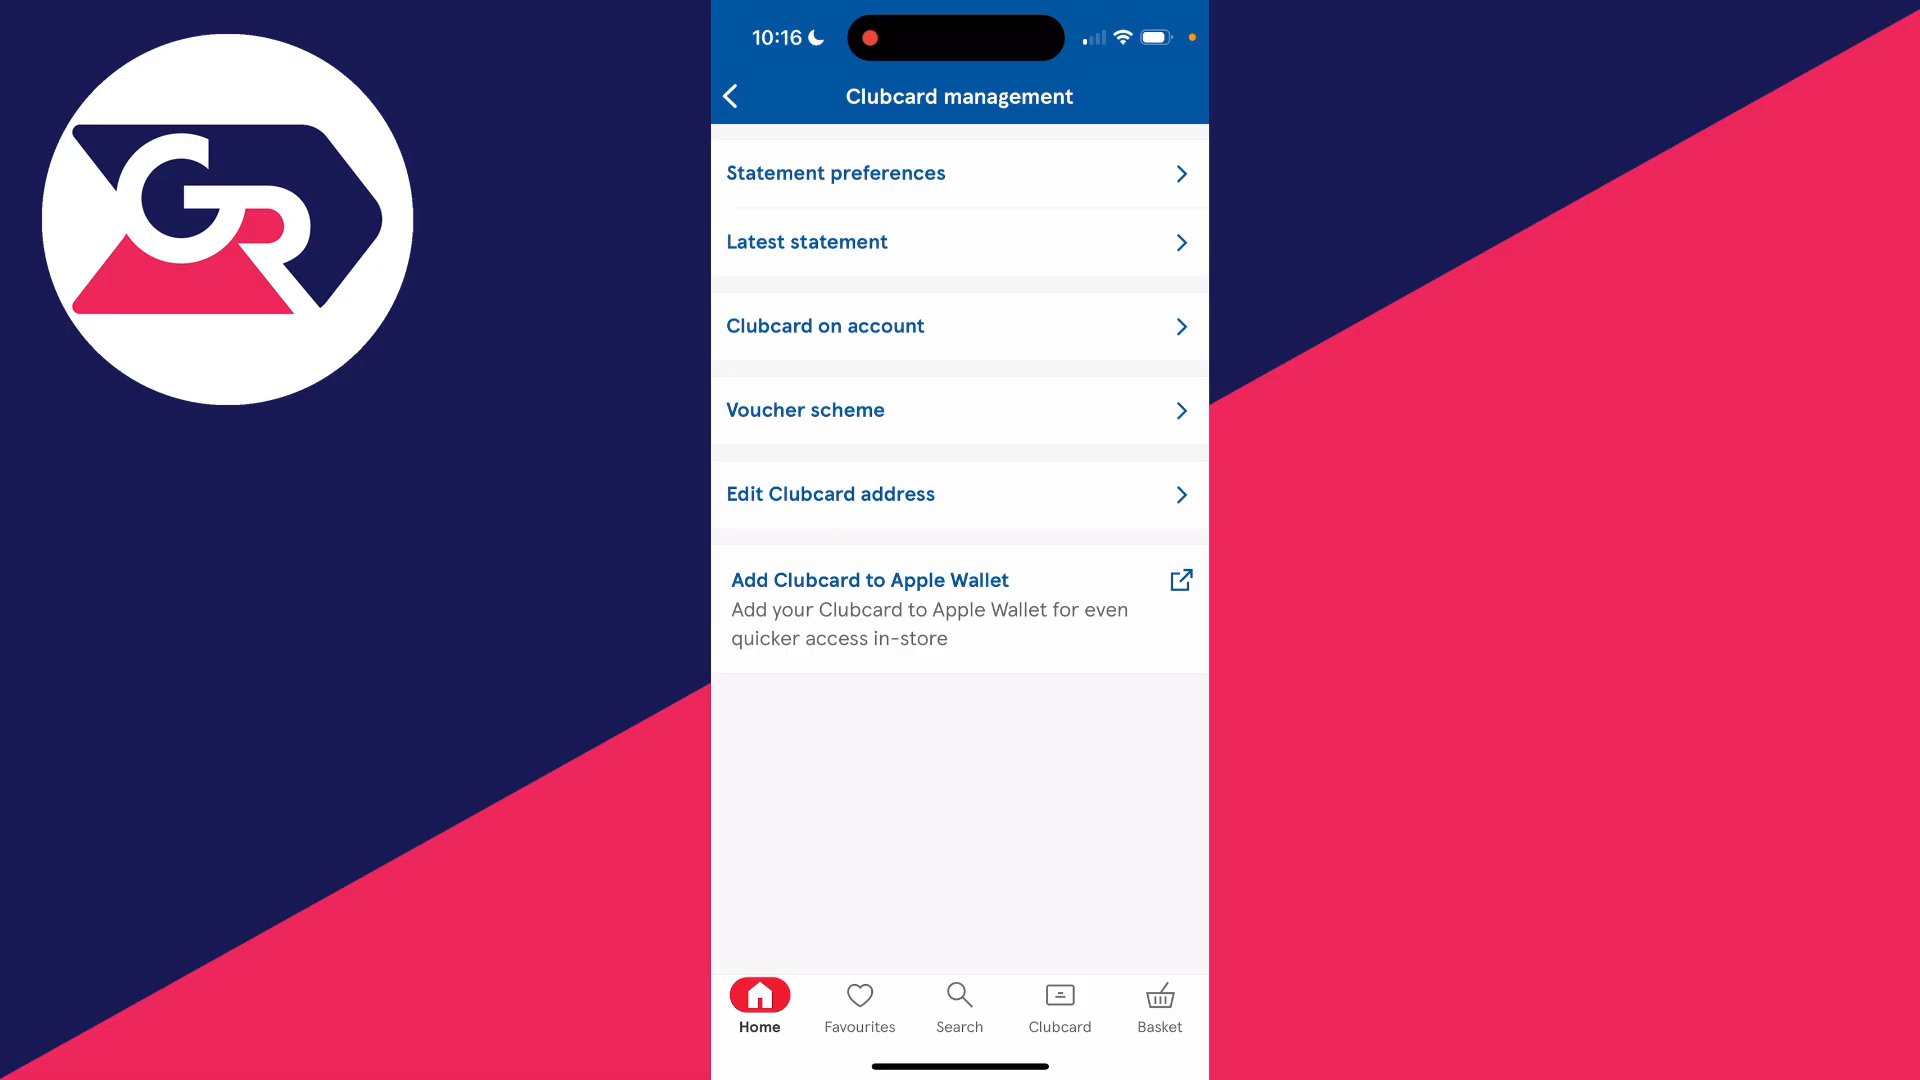 GR
10:16
Clubcard management
Statement preferences
Latest statement
Clubcard on account
Voucher scheme
Edit Clubcard address
Add Clubcard to Apple Wallet
Add your Clubcard to Apple Wallet for even
quicker access in-store
Home
Favourites
Search
Clubcard
Basket